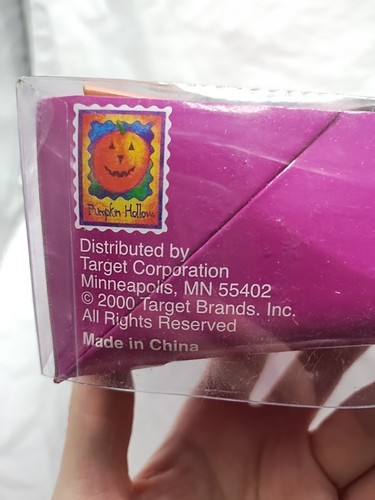 Pumpkin Hollow
Distributed by
Target Corporation
Minneapolis, MN 55402
© 2000 Target Brands. Inc.
All Rights Reserved
Made in China